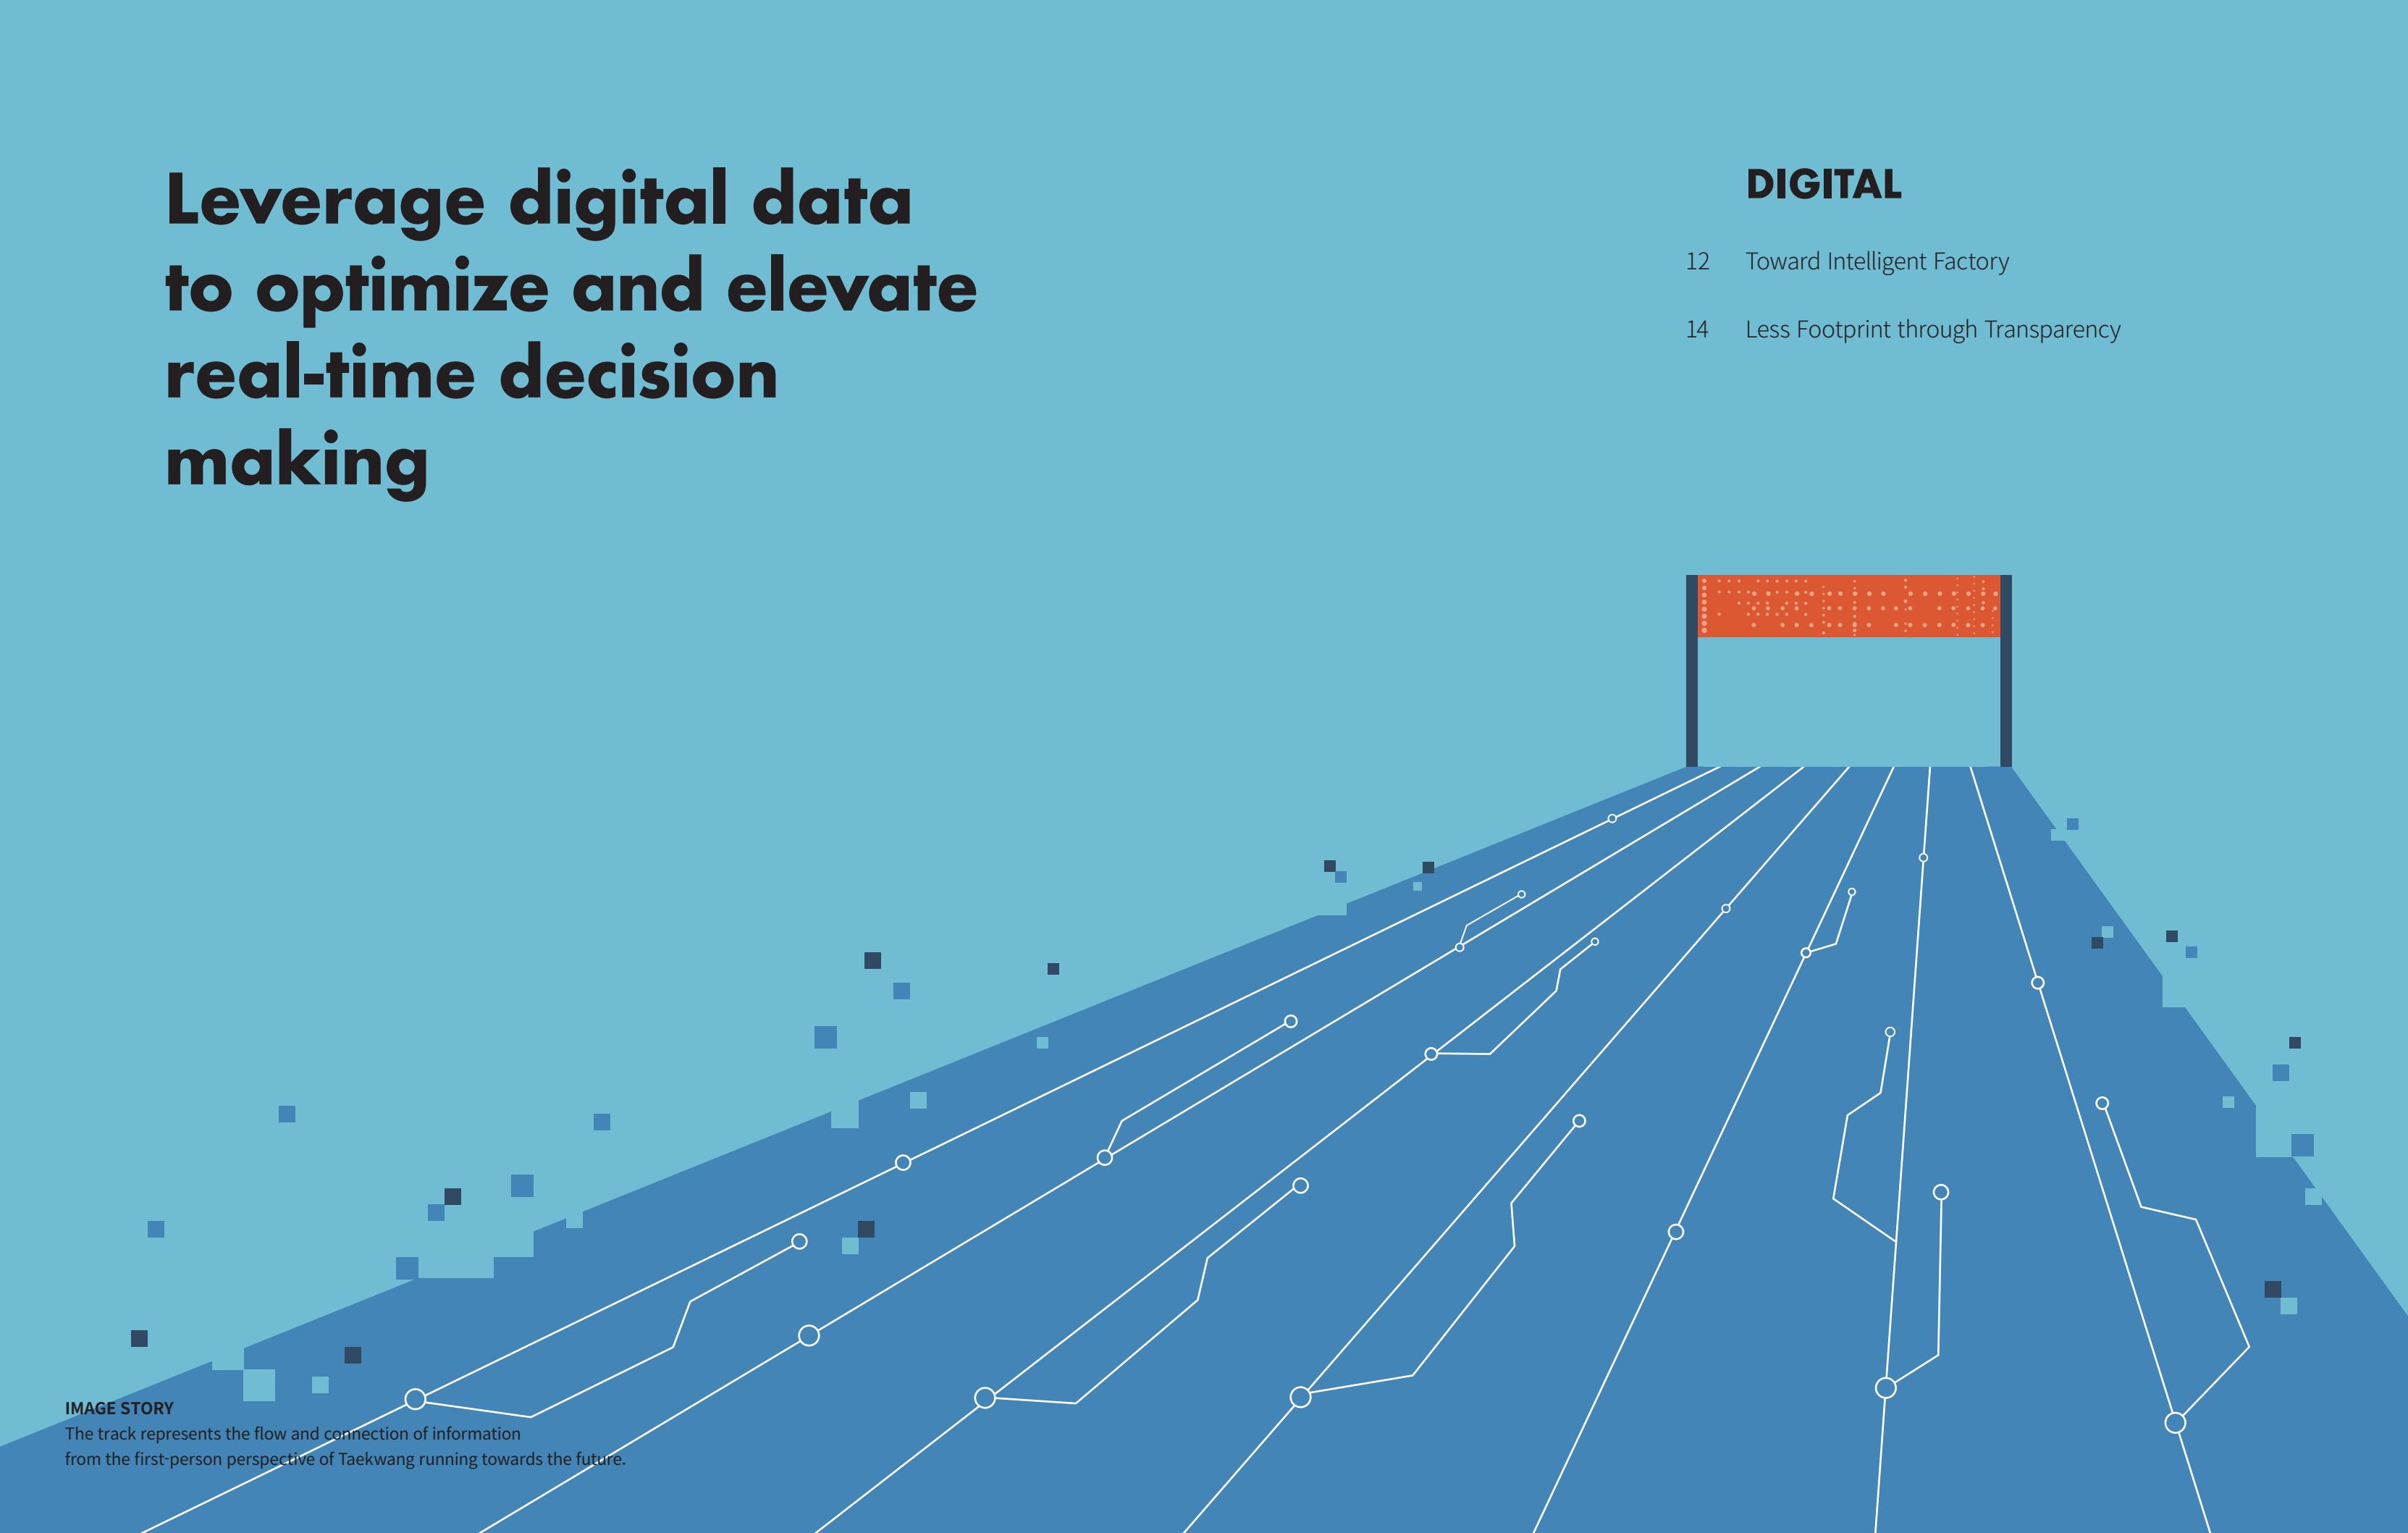 Leverage digital data
to optimize and elevate
real-time decision
making
DIGITAL
12 Toward Intelligent Factory
14 Less Footprint through Transparency
IMAGE STORY
The track represents the flow and connection of information
from the first-person perspective of Taekwang running towards the future.